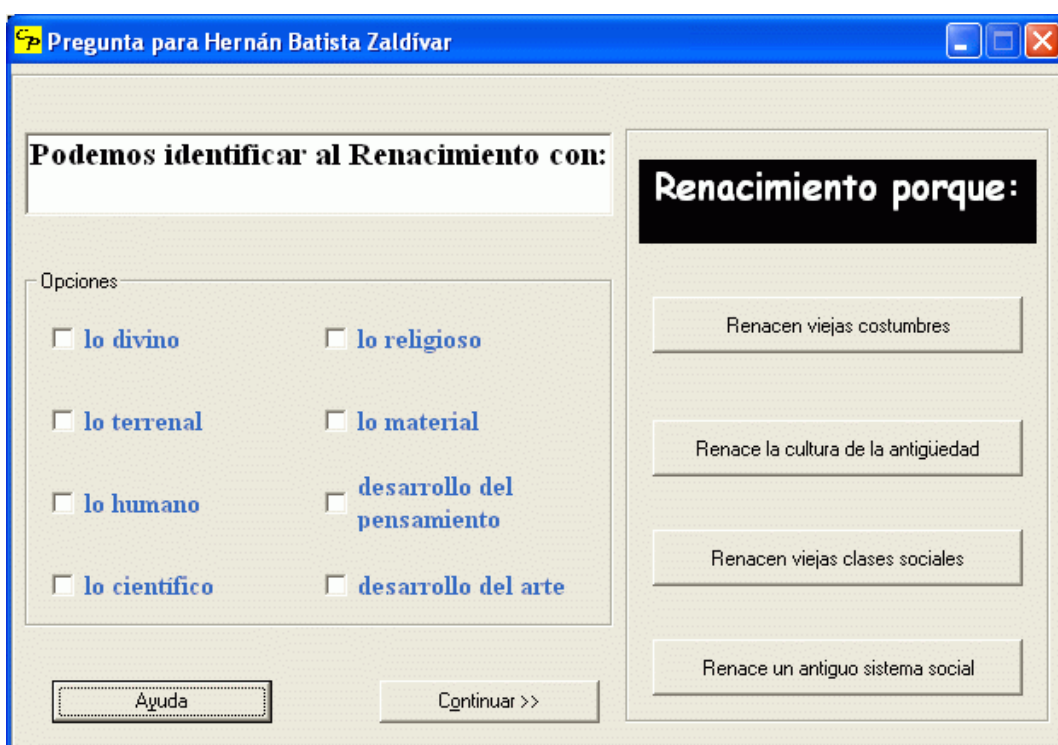 Pregunta para Hernán Batista Zaldívar
Podemos identificar al Renacimiento con:
Opciones
lo divino
lo religioso
lo terrenal
lo material
lo humano
desarrollo del
pensamiento
lo científico
desarrollo del arte
Ayuda
Continuar >>
Renacimiento porque:
Renacen viejas costumbres
Renace la cultura de la antigüedad
Renacen viejas clases sociales
Renace un antiguo sistema social